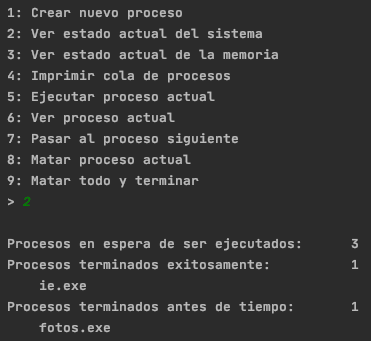 1: Crear nuevo proceso
2: Ver estado actual del sistema
3: Ver estado actual de la memoria
4: Imprimir cola de procesos
5: Ejecutar proceso actual
6: Ver proceso actual
7: Pasar al proceso siguiente
8: Matar proceso actual
9: Matar todo y terminar
> 2
Procesos en espera de ser ejecutados: 3
Procesos terminados exitosamente: 1
ie.exe
Procesos terminados antes de tiempo: 1
fotos.exe